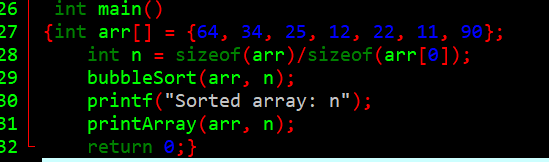 26 int main()
27 {int arr[] = {64, 34, 25, 12, 22, 11, 90};
28 int n = sizeof(arr)/sizeof(arr[0]);
29 bubbleSort(arr, n);
30 printf("Sorted array: n");
31 printArray(arr, n);
32 return 0;}